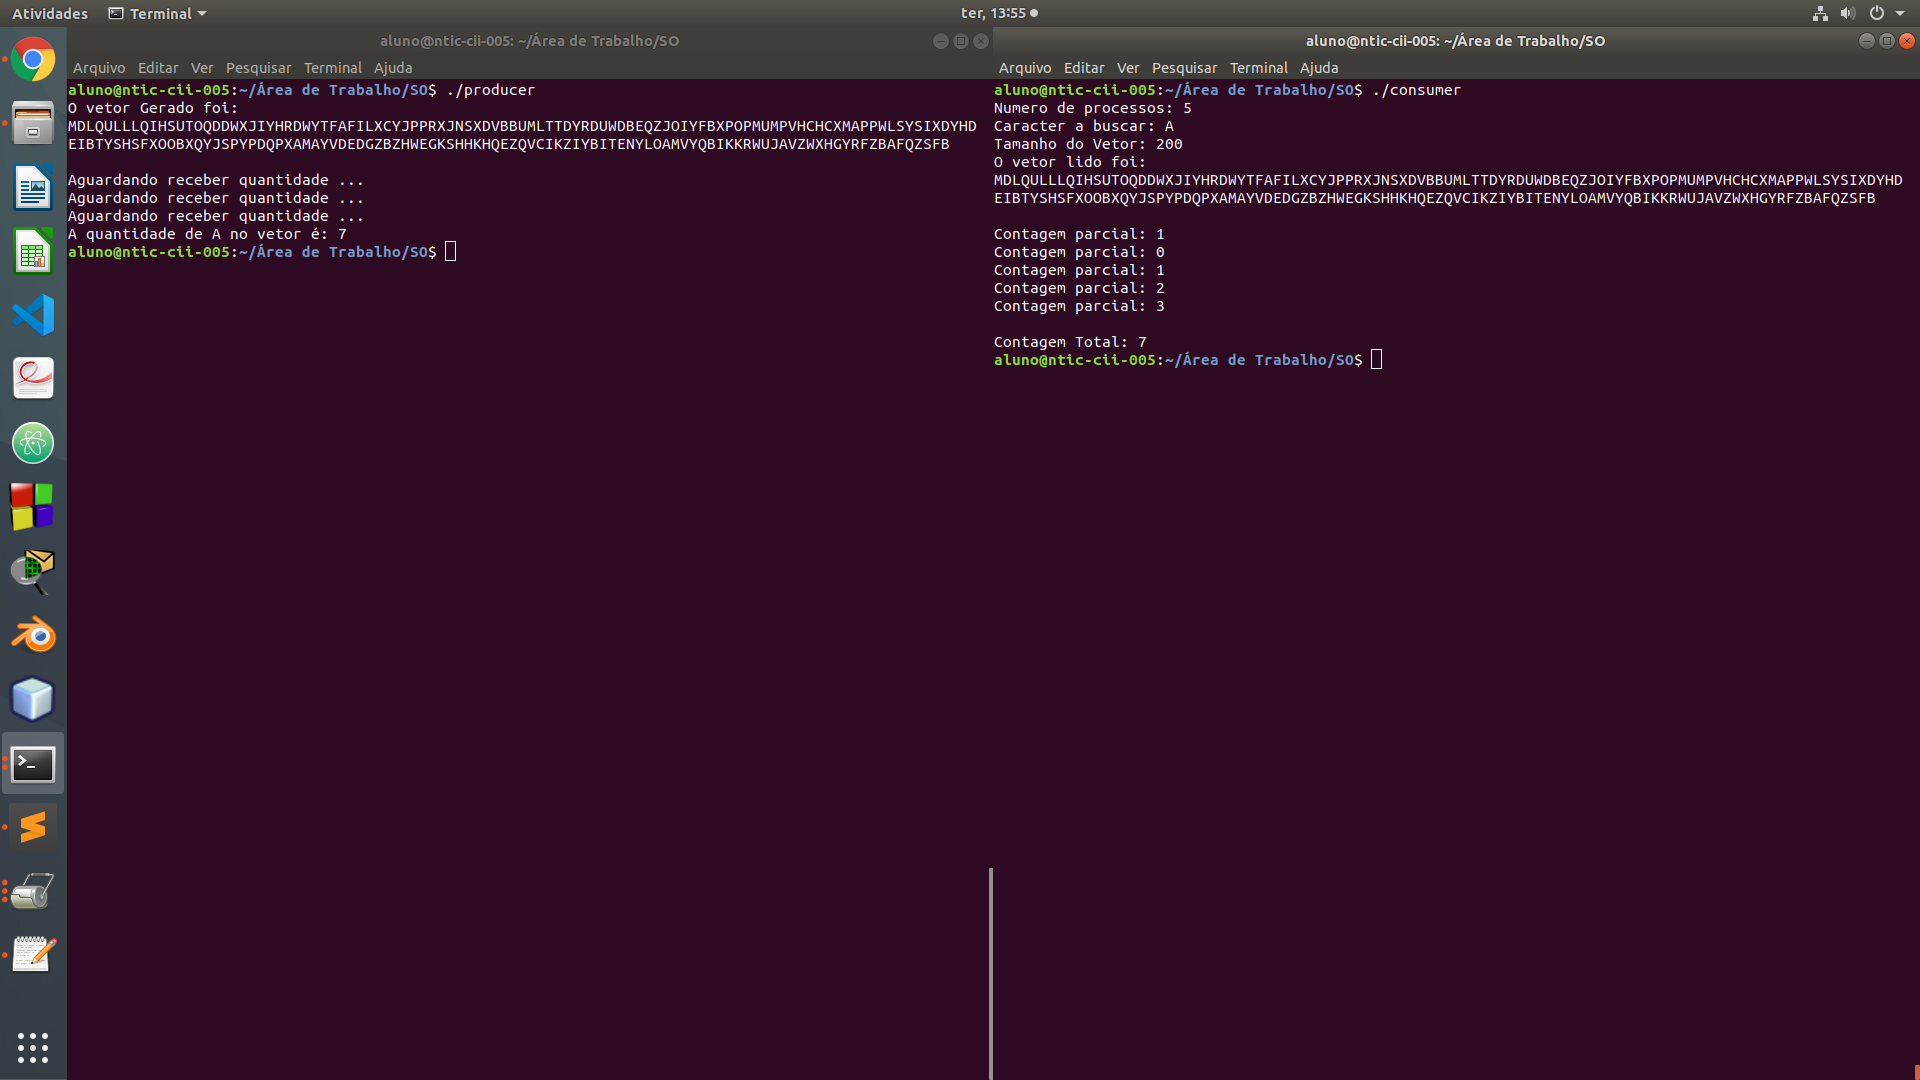 Atividades Terminal ter, 13:55
aluno@ntic-cii-005: ~/Área de Trabalho/SO
Arquivo Editar Ver Pesquisar Terminal Ajuda
aluno@ntic-cii-005:~/Área de Trabalho/SO$ ./producer
O vetor Gerado foi:
MDLQULLLQIHSUTOQDDWXJIYHRDWYTFAFILXCYJPPRXJNSXDVBBUMLTTDYRDUWDBEQZJOIYFBXPOPMUMPVHCHCXMAPPWLSYSIXDYHD
EIBTYSHSFXOOBXQYJSPYPDQPXAMAYVDEDGZBZHWEGKSHHKHQEZQVCIKZIYBITENYLOAMVYQBIKKRWUJAVZWXHGYRFZBAFQZSFB
Aguardando receber quantidade ...
Aguardando receber quantidade ...
Aguardando receber quantidade ...
A quantidade de A no vetor é: 7
aluno@ntic-cii-005:~/Área de Trabalho/SO$
aluno@ntic-cii-005: ~/Área de Trabalho/SO
Arquivo Editar Ver Pesquisar Terminal Ajuda
aluno@ntic-cii-005:~/Área de Trabalho/SO$ ./consumer
Numero de processos: 5
Caracter a buscar: A
Tamanho do Vetor: 200
O vetor lido foi:
MDLQULLLQIHSUTOQDDWXJIYHRDWYTFAFILXCYJPPRXJNSXDVBBUMLTTDYRDUWDBEQZJOIYFBXPOPMUMPVHCHCXMAPPWLSYSIXDYHD
EIBTYSHSFXOOBXQYJSPYPDQPXAMAYVDEDGZBZHWEGKSHHKHQEZQVCIKZIYBITENYLOAMVYQBIKKRWUJAVZWXHGYRFZBAFQZSFB
Contagem parcial: 1
Contagem parcial: 0
Contagem parcial: 1
Contagem parcial: 2
Contagem parcial: 3
Contagem Total: 7
aluno@ntic-cii-005:~/Área de Trabalho/SO$